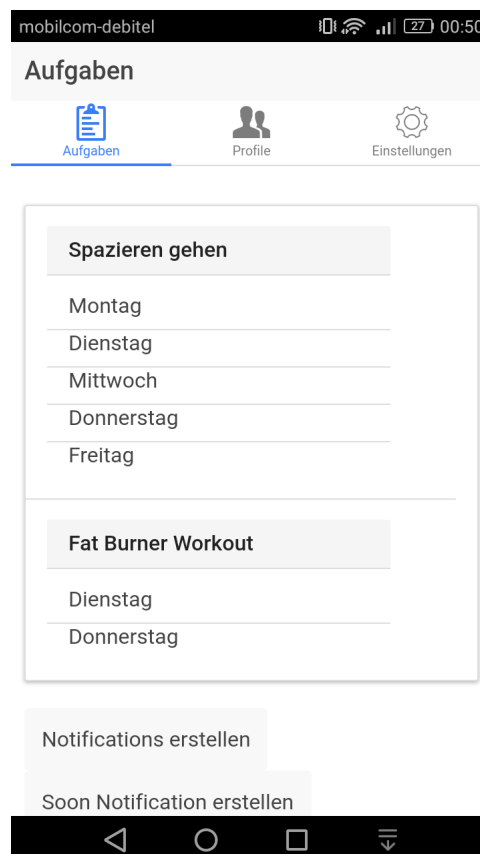 mobilcom-debitel 27 00:50
Aufgaben
Aufgaben Profile Einstellungen
Spazieren gehen
Montag
Dienstag
Mittwoch
Donnerstag
Freitag
Fat Burner Workout
Dienstag
Donnerstag
Notifications erstellen
Soon Notification erstellen